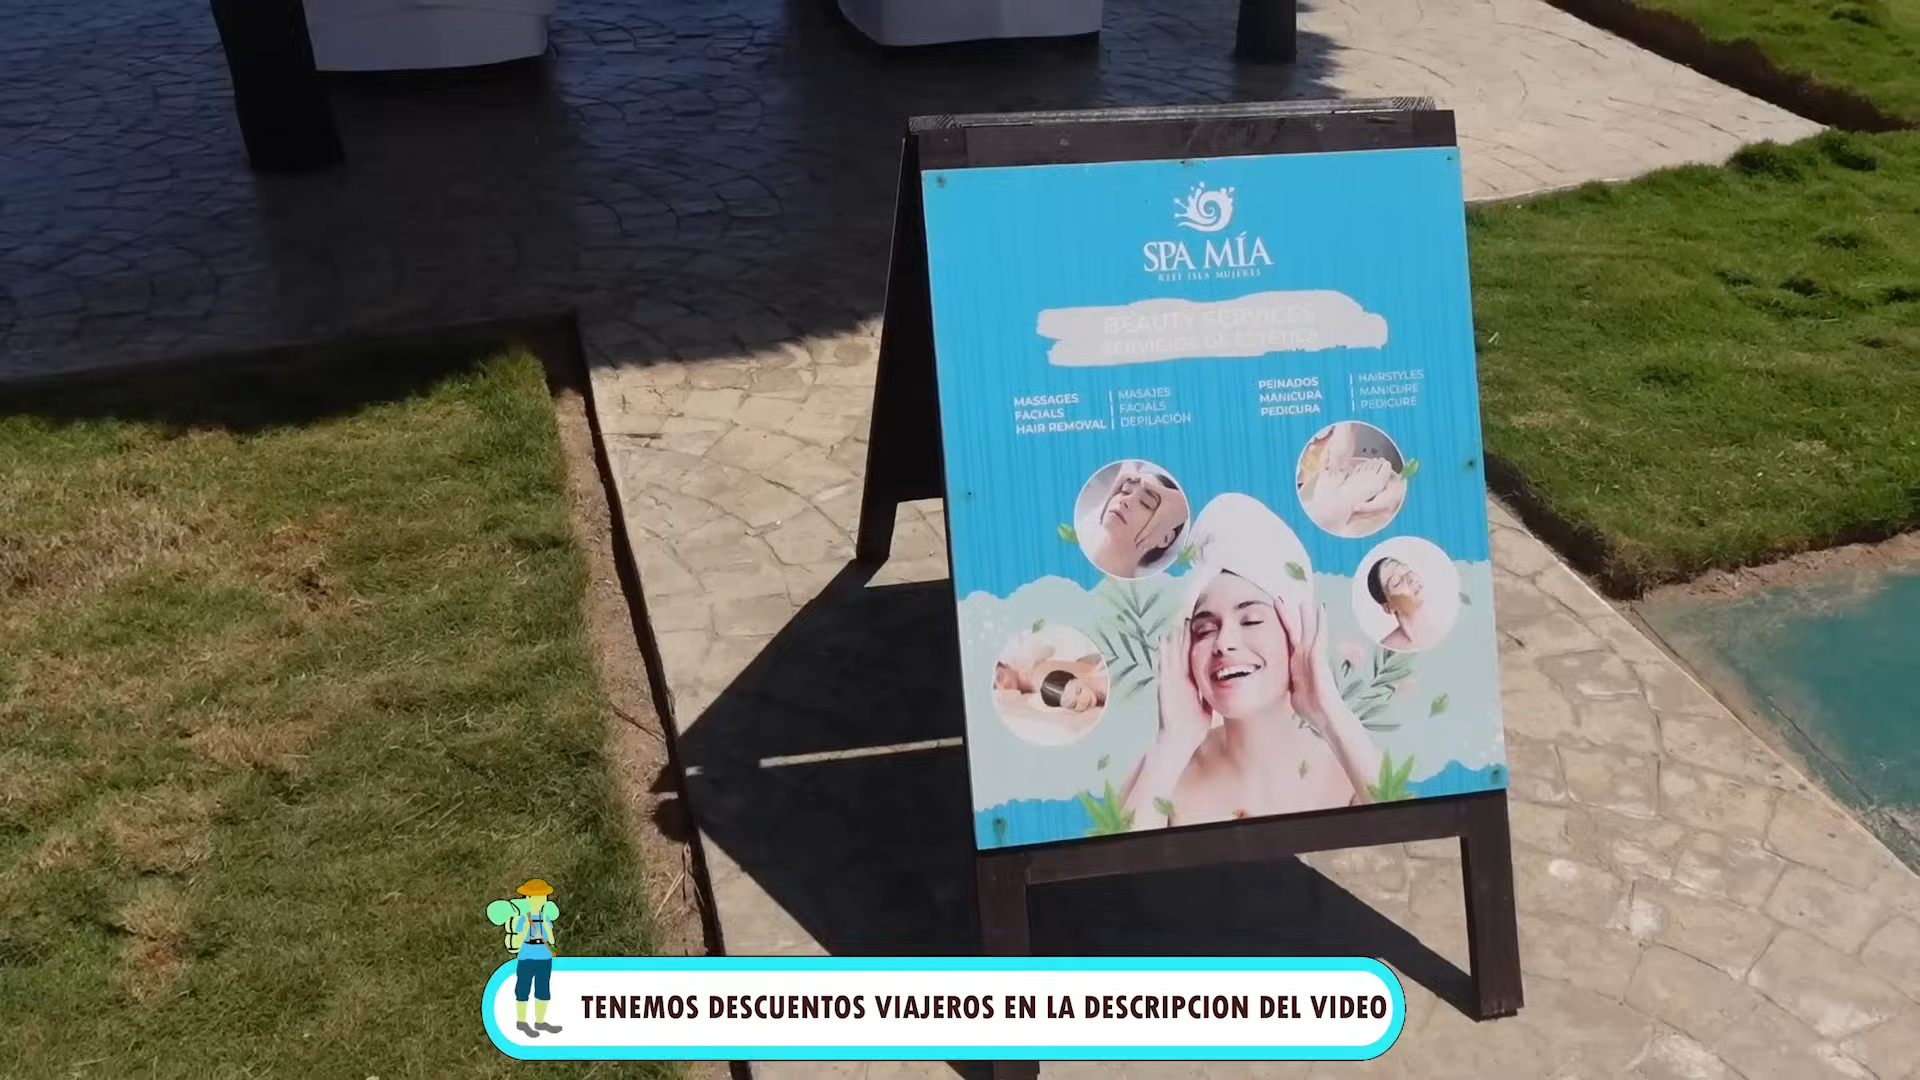 SPA MÍA
REEF ISLA MUJERES
BEAUTY SERVICES
SERVICIOS DE ESTÉTICA
MASSAGES | MASAJES
FACIALS | FACIALS
HAIR REMOVAL | DEPILACIÓN
PEINADOS | HAIRSTYLES
MANICURA | MANICURE
PEDICURA | PEDICURE
TENEMOS DESCUENTOS VIAJEROS EN LA DESCRIPCION DEL VIDEO